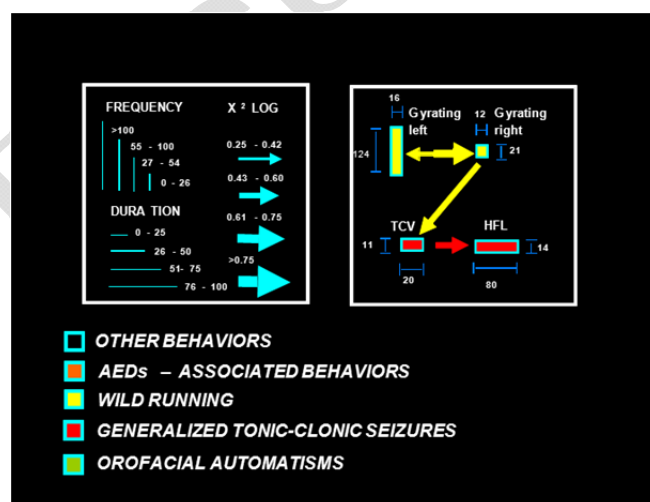 FREQUENCY
X ² LOG
>100
55 - 100
27 - 54
0 - 26
0.25 - 0.42
0.43 - 0.60
0.61 - 0.75
>0.75
DURA TION
0 - 25
26 - 50
51- 75
76 - 100
16
Gyrating
left
12
Gyrating
right
124
21
TCV
HFL
11
20
14
80
OTHER BEHAVIORS
AEDs – ASSOCIATED BEHAVIORS
WILD RUNNING
GENERALIZED TONIC-CLONIC SEIZURES
OROFACIAL AUTOMATISMS